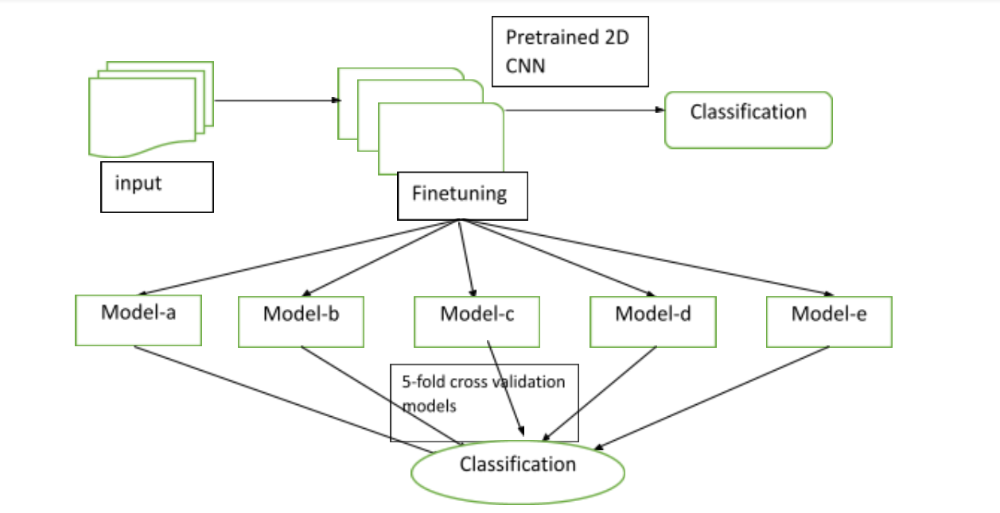 Pretrained 2D
CNN
Classification
input
Finetuning
Model-a
Model-b
Model-c
Model-d
Model-e
5-fold cross validation
models
Classification